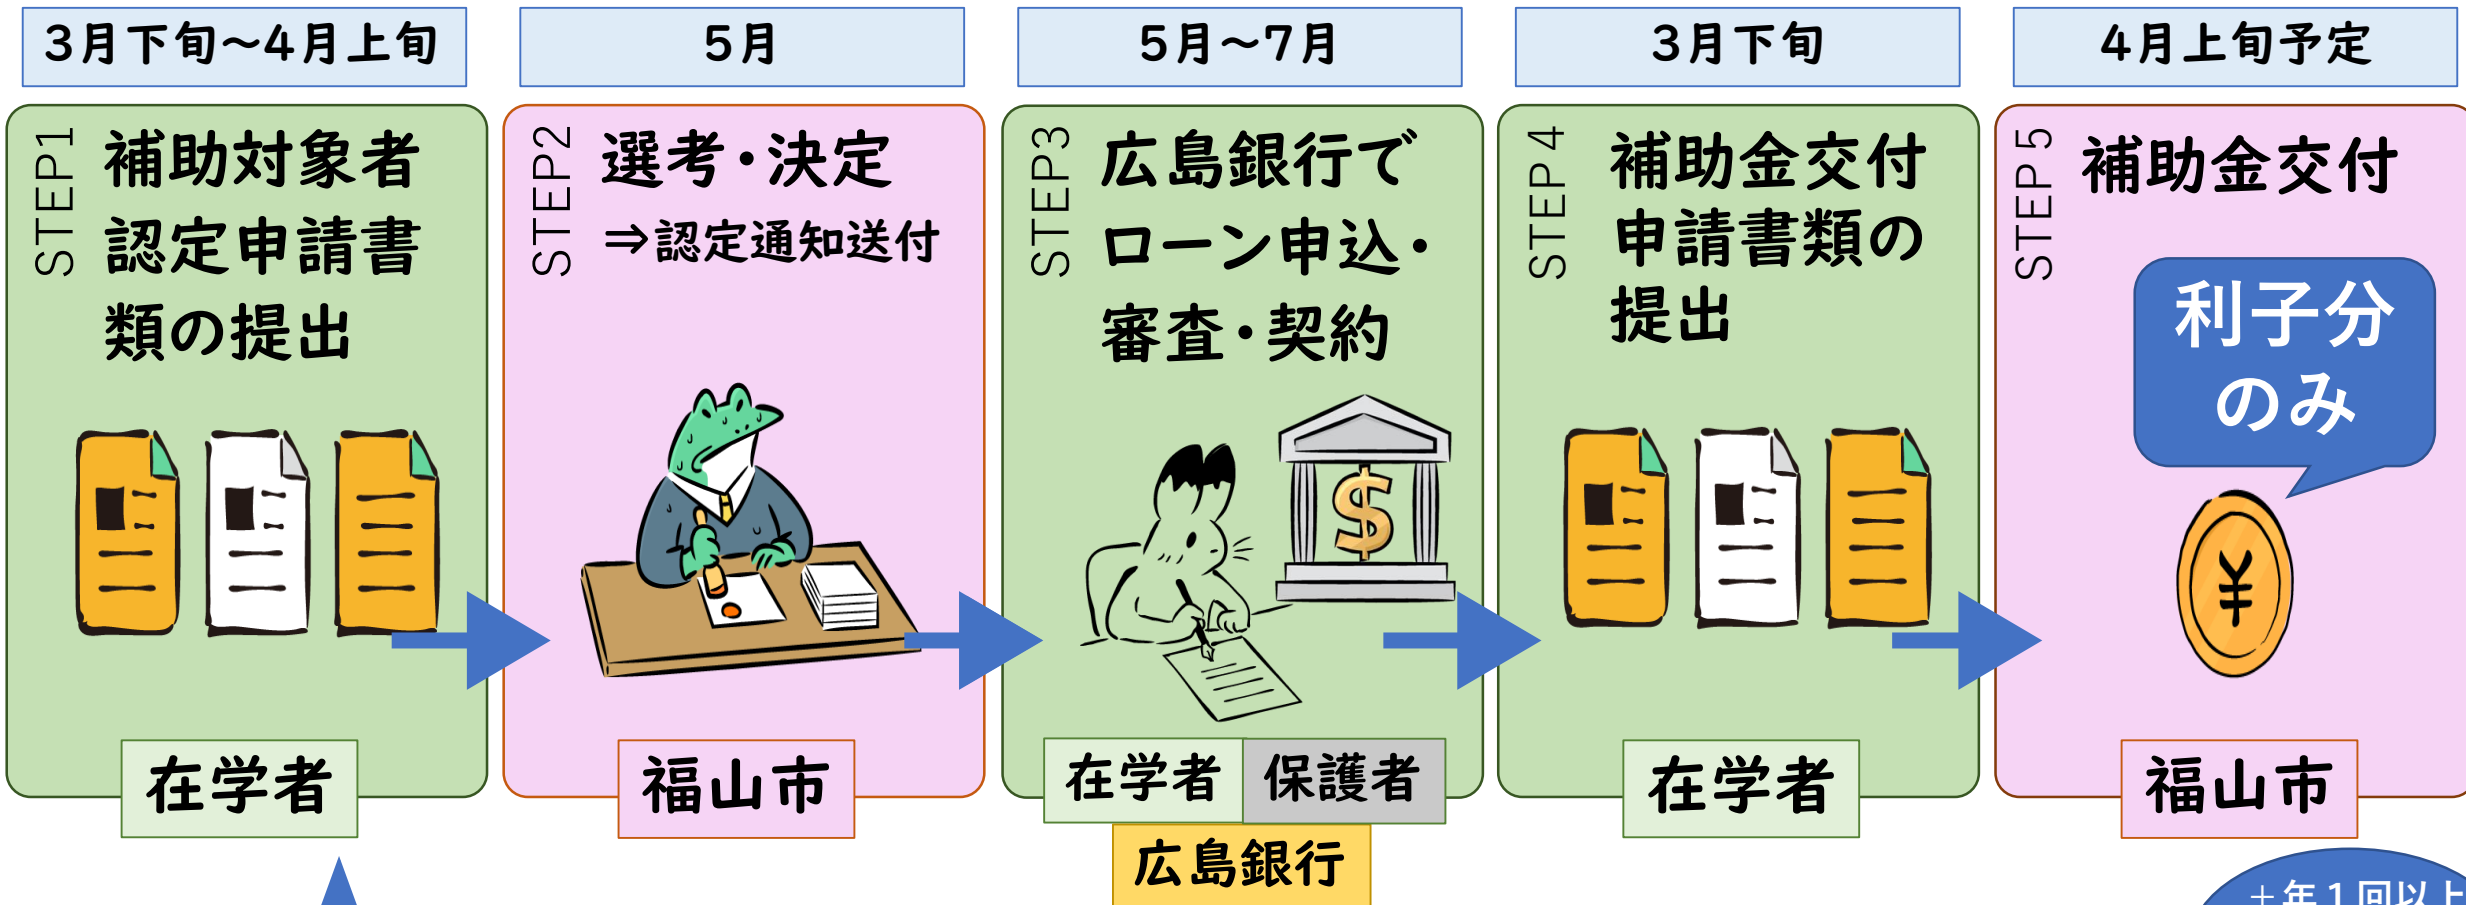 3月下旬～4月上旬
STEP1
補助対象者
認定申請書
類の提出
在学者
5月
STEP2
選考・決定
⇒認定通知送付
福山市
5月～7月
STEP3
広島銀行で
ローン申込・
審査・契約
$
在学者
保護者
広島銀行
3月下旬
STEP4
補助金交付
申請書類の
提出
在学者
4月上旬予定
STEP5
補助金交付
利子分
のみ
¥
福山市
＋年1回以上